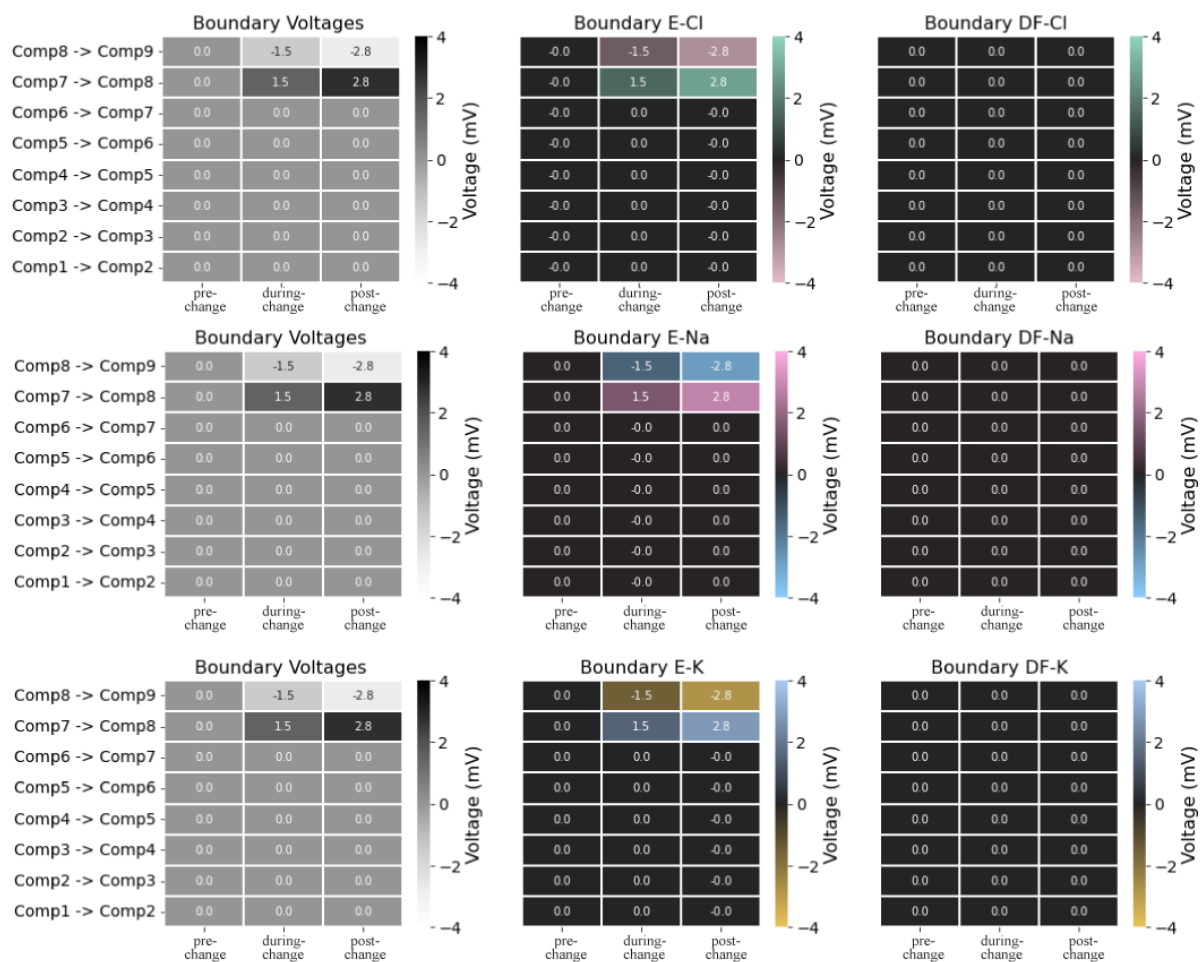 Boundary Voltages Boundary E-Cl Boundary DF-Cl
Comp8 -> Comp9 0.0 -1.5 -2.8 -0.0 -1.5 -2.8 0.0 0.0 0.0
Comp7 -> Comp8 0.0 1.5 2.8 -0.0 1.5 2.8 0.0 0.0 0.0
Comp6 -> Comp7 0.0 0.0 0.0 -0.0 0.0 -0.0 0.0 0.0 0.0
Comp5 -> Comp6 0.0 0.0 0.0 -0.0 0.0 -0.0 0.0 0.0 0.0
Comp4 -> Comp5 0.0 0.0 0.0 -0.0 0.0 -0.0 0.0 0.0 0.0
Comp3 -> Comp4 0.0 0.0 0.0 -0.0 0.0 -0.0 0.0 0.0 0.0
Comp2 -> Comp3 0.0 0.0 0.0 -0.0 0.0 -0.0 0.0 0.0 0.0
Comp1 -> Comp2 0.0 0.0 0.0 -0.0 0.0 -0.0 0.0 0.0 0.0
pre- during- post- pre- during- post- pre- during- post-
change change change change change change change change change
4 2 0 −2 −4 Voltage (mV)
4 2 0 −2 −4 Voltage (mV)
4 2 0 −2 −4 Voltage (mV)
Boundary Voltages Boundary E-Na Boundary DF-Na
Comp8 -> Comp9 0.0 -1.5 -2.8 0.0 -1.5 -2.8 0.0 0.0 0.0
Comp7 -> Comp8 0.0 1.5 2.8 0.0 1.5 2.8 0.0 0.0 0.0
Comp6 -> Comp7 0.0 0.0 0.0 0.0 -0.0 0.0 0.0 0.0 0.0
Comp5 -> Comp6 0.0 0.0 0.0 0.0 -0.0 0.0 0.0 0.0 0.0
Comp4 -> Comp5 0.0 0.0 0.0 0.0 -0.0 0.0 0.0 0.0 0.0
Comp3 -> Comp4 0.0 0.0 0.0 0.0 -0.0 0.0 0.0 0.0 0.0
Comp2 -> Comp3 0.0 0.0 0.0 0.0 -0.0 0.0 0.0 0.0 0.0
Comp1 -> Comp2 0.0 0.0 0.0 0.0 -0.0 0.0 0.0 0.0 0.0
pre- during- post- pre- during- post- pre- during- post-
change change change change change change change change change
4 2 0 −2 −4 Voltage (mV)
4 2 0 −2 −4 Voltage (mV)
4 2 0 −2 −4 Voltage (mV)
Boundary Voltages Boundary E-K Boundary DF-K
Comp8 -> Comp9 0.0 -1.5 -2.8 0.0 -1.5 -2.8 0.0 0.0 0.0
Comp7 -> Comp8 0.0 1.5 2.8 0.0 1.5 2.8 0.0 0.0 0.0
Comp6 -> Comp7 0.0 0.0 0.0 0.0 0.0 -0.0 0.0 0.0 0.0
Comp5 -> Comp6 0.0 0.0 0.0 0.0 0.0 -0.0 0.0 0.0 0.0
Comp4 -> Comp5 0.0 0.0 0.0 0.0 0.0 -0.0 0.0 0.0 0.0
Comp3 -> Comp4 0.0 0.0 0.0 0.0 0.0 -0.0 0.0 0.0 0.0
Comp2 -> Comp3 0.0 0.0 0.0 0.0 0.0 -0.0 0.0 0.0 0.0
Comp1 -> Comp2 0.0 0.0 0.0 0.0 0.0 -0.0 0.0 0.0 0.0
pre- during- post- pre- during- post- pre- during- post-
change change change change change change change change change
4 2 0 −2 −4 Voltage (mV)
4 2 0 −2 −4 Voltage (mV)
4 2 0 −2 −4 Voltage (mV)